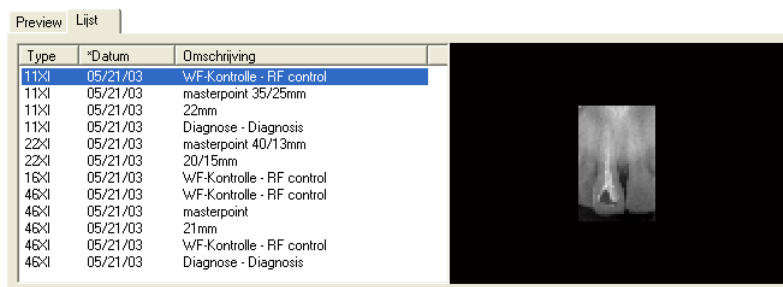 Preview Lijst
Type *Datum Omschrijving
11XI 05/21/03 WF-Kontrolle - RF control
11XI 05/21/03 masterpoint 35/25mm
11XI 05/21/03 22mm
11XI 05/21/03 Diagnose - Diagnosis
22XI 05/21/03 masterpoint 40/13mm
22XI 05/21/03 20/15mm
16XI 05/21/03 WF-Kontrolle - RF control
46XI 05/21/03 WF-Kontrolle - RF control
46XI 05/21/03 masterpoint
46XI 05/21/03 21mm
46XI 05/21/03 WF-Kontrolle - RF control
46XI 05/21/03 Diagnose - Diagnosis